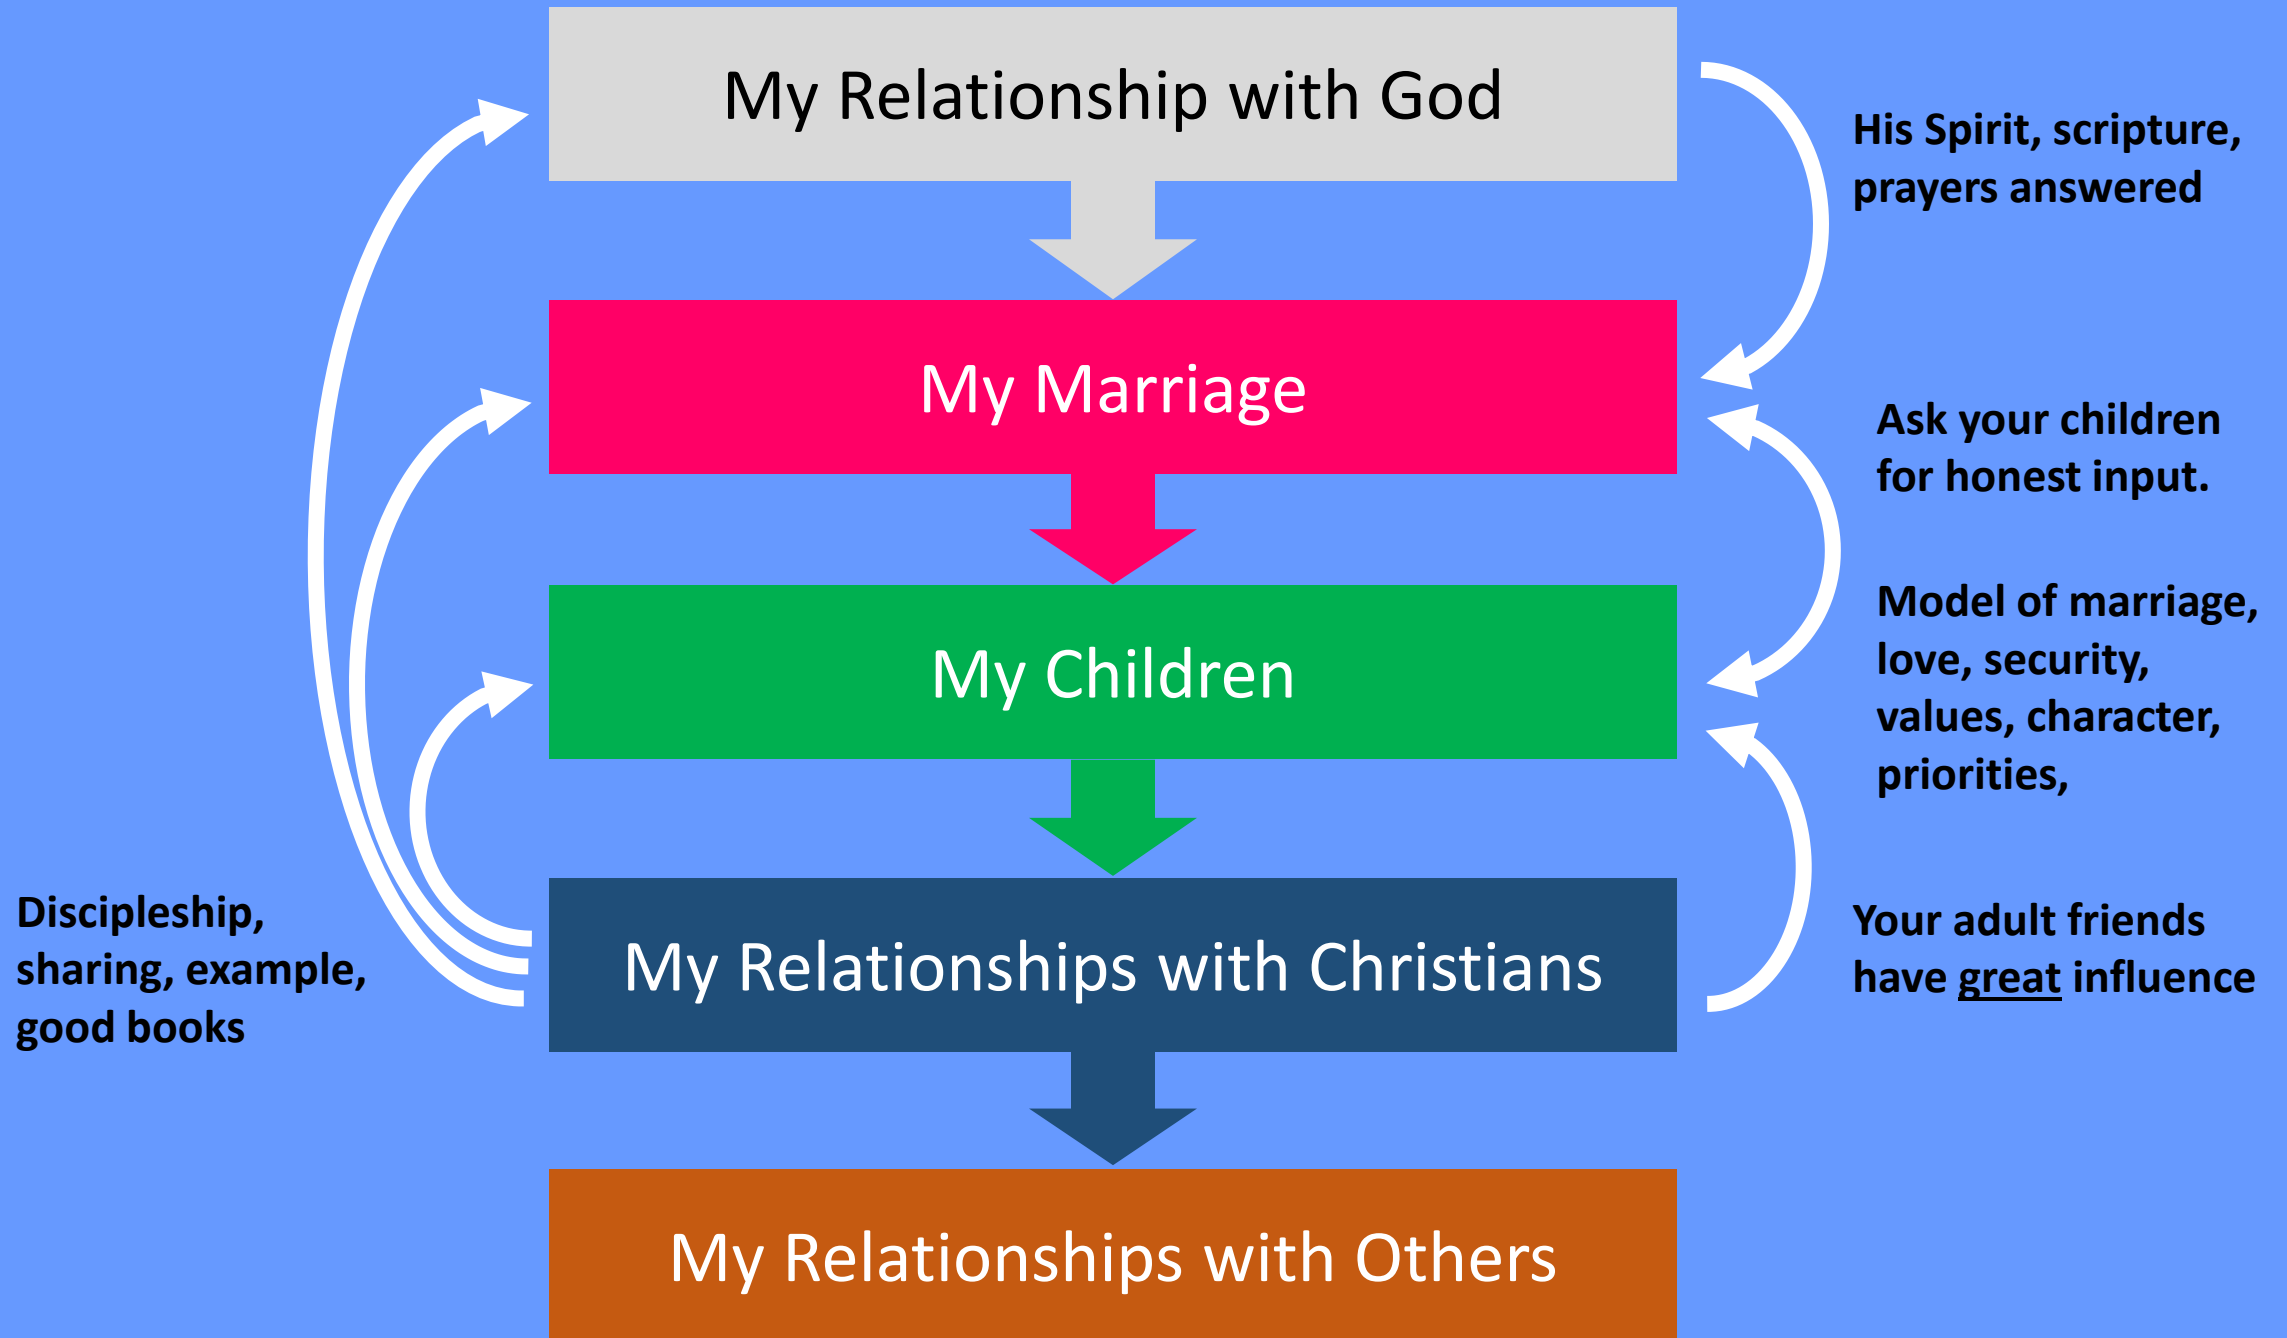 My Relationship with God
His Spirit, scripture,
prayers answered
My Marriage
Ask your children
for honest input.
My Children
Model of marriage,
love, security,
values, character,
priorities,
Discipleship,
sharing, example,
good books
My Relationships with Christians
Your adult friends
have great influence
My Relationships with Others